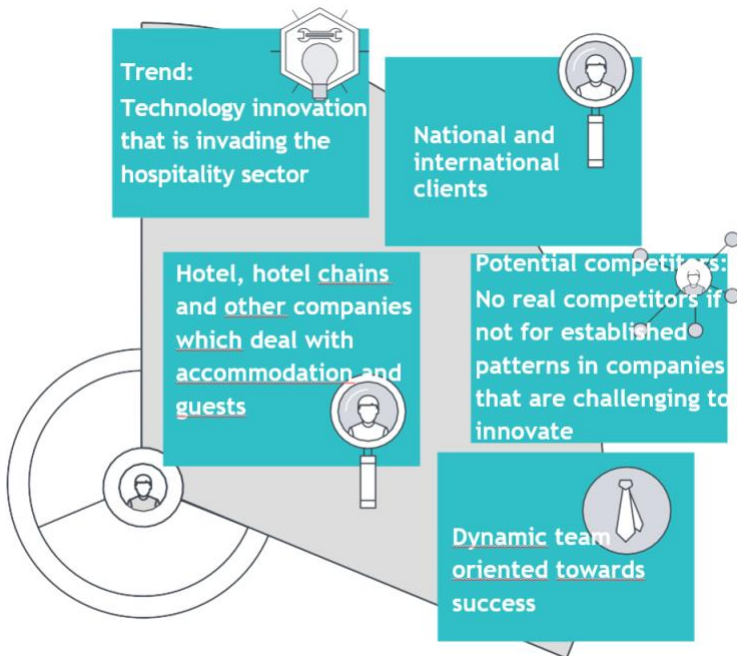 Trend:
Technology innovation
that is invading the
hospitality sector
National and
international
clients
Hotel, hotel chains
and other companies
which deal with
accommodation and
guests
Potential competitors:
No real competitors if
not for established
patterns in companies
that are challenging to
innovate
Dynamic team
oriented towards
success